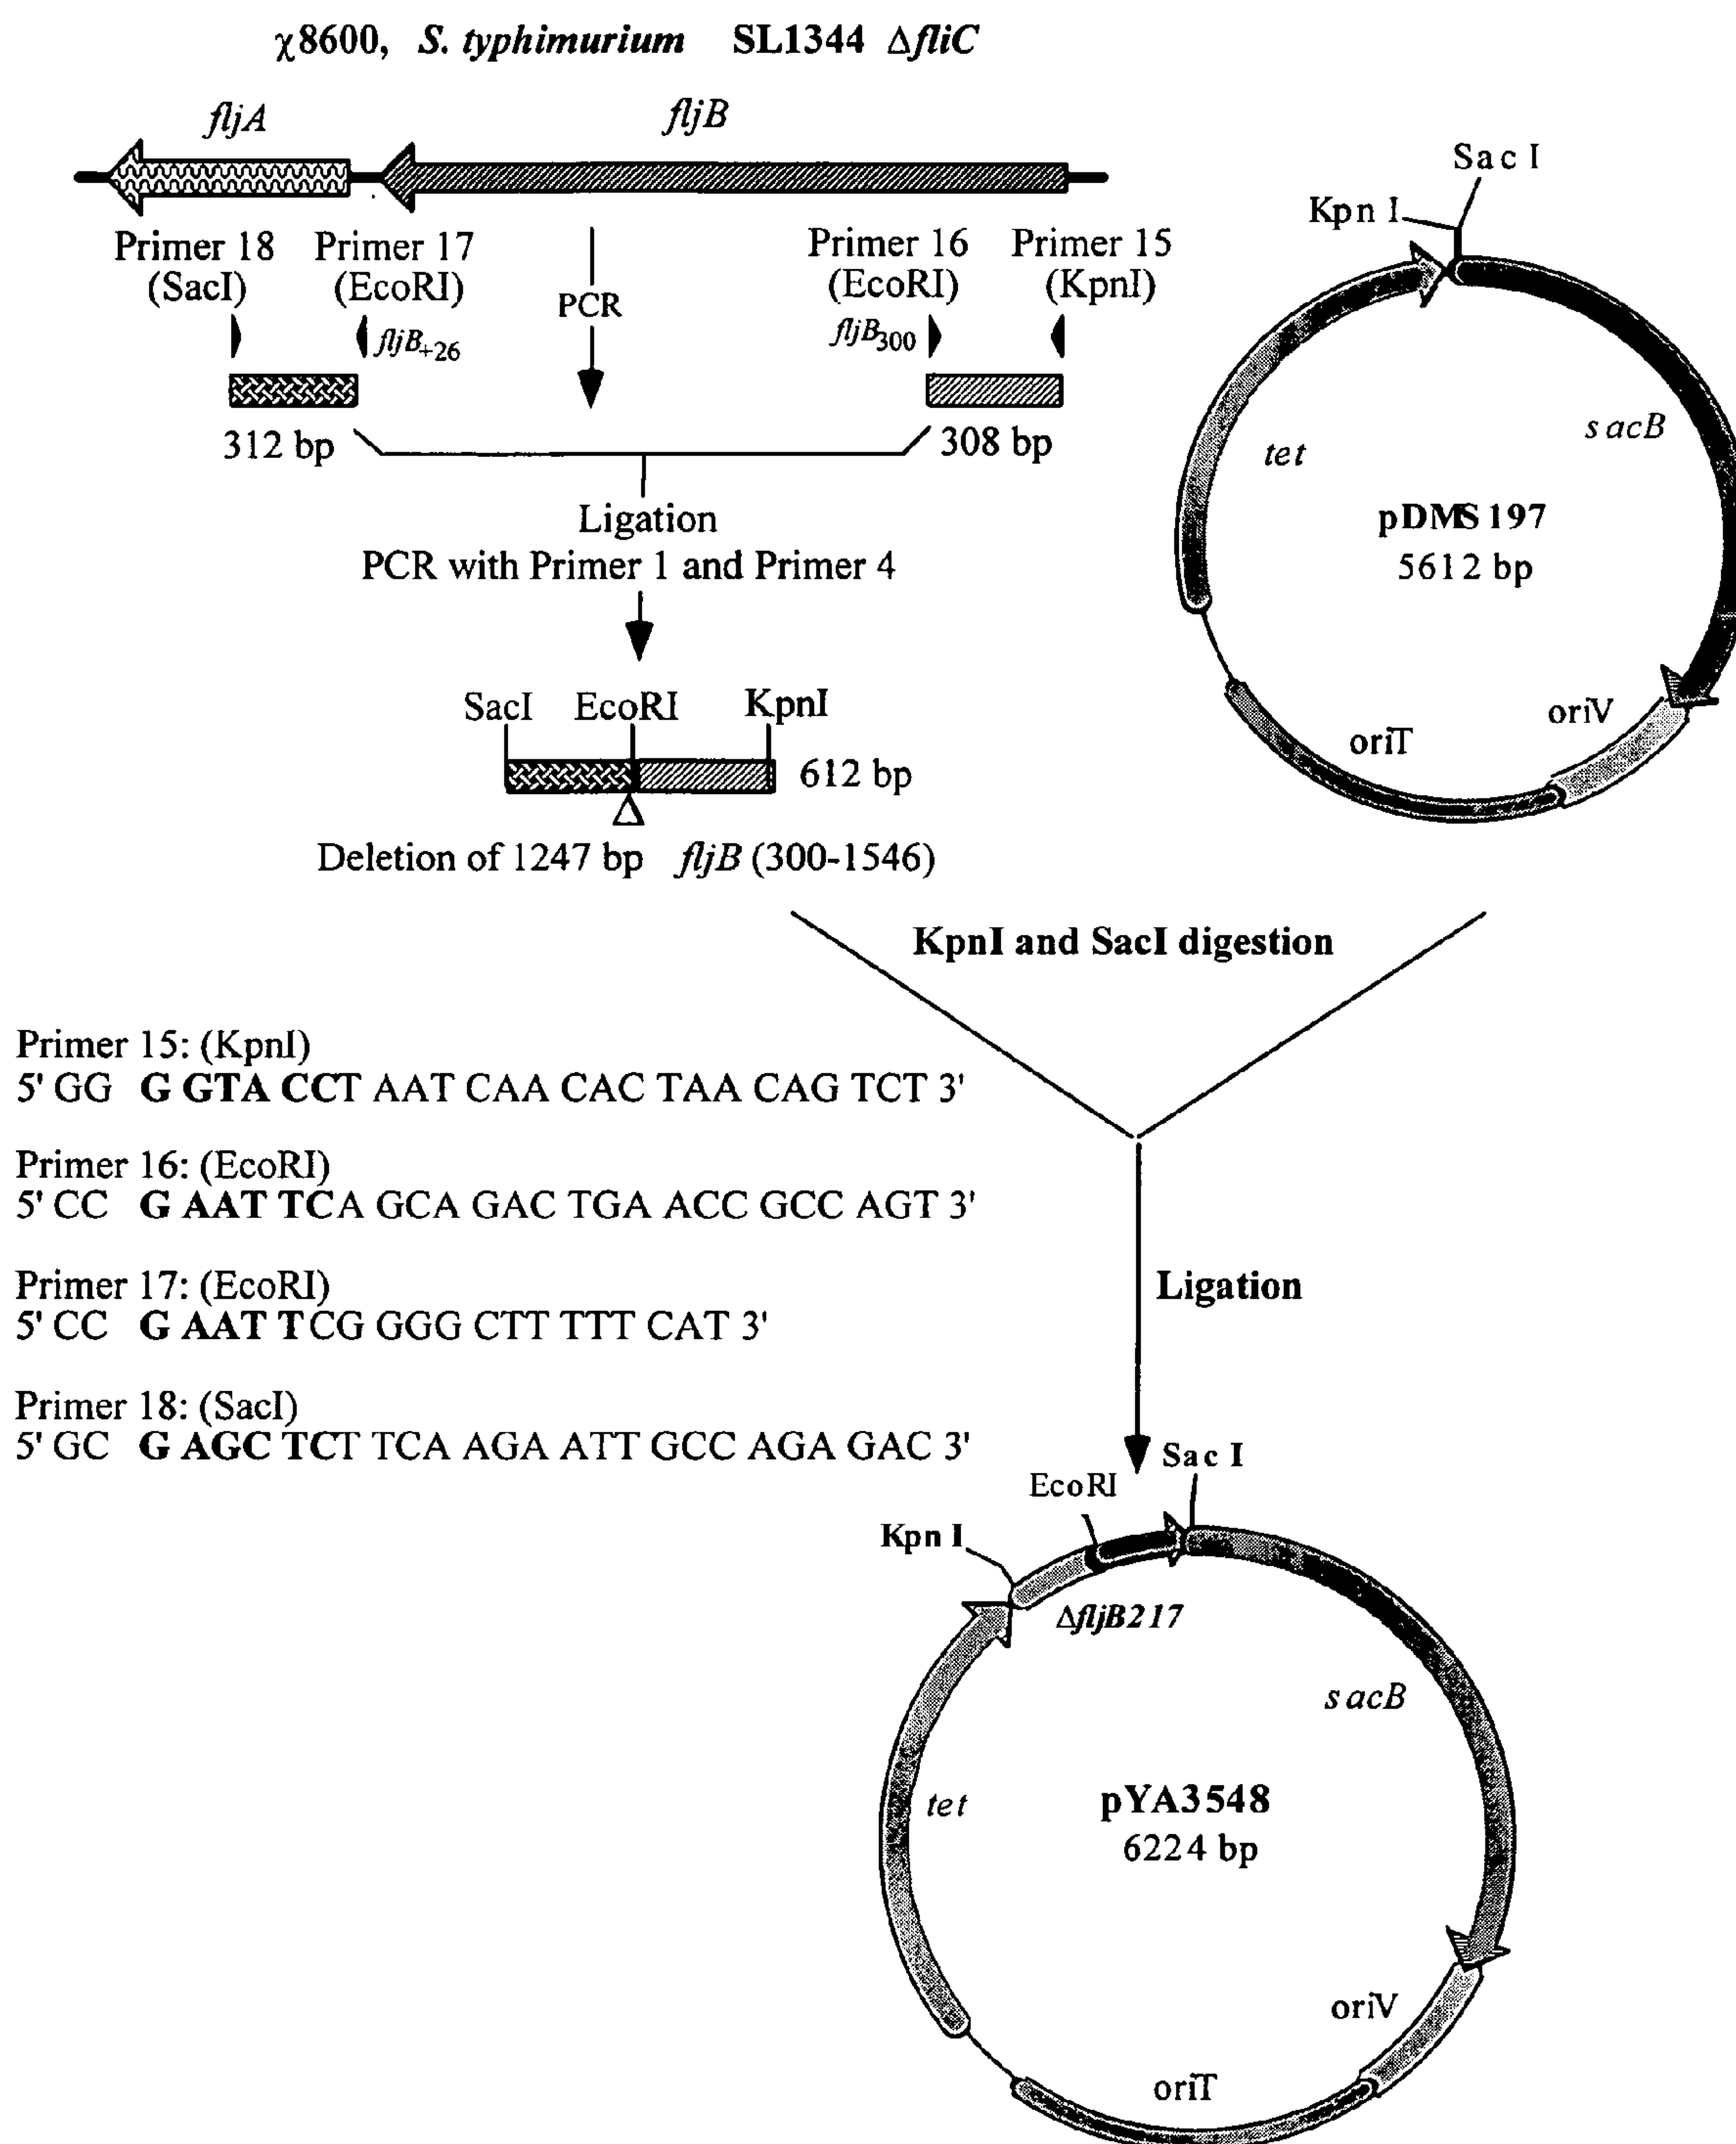 χ8600, S. typhimurium SL1344 ΔfliC
fljA
fljB
Primer 18
(SacI)
Primer 17
(EcoRI)
fljB+26
PCR
Primer 16
(EcoRI)
fljB300
Primer 15
(KpnI)
312 bp
308 bp
Ligation
PCR with Primer 1 and Primer 4
SacI EcoRI KpnI
612 bp
Δ
Deletion of 1247 bp fljB (300-1546)
Sac I
Kpn I
tet
sacB
pDMS197
5612 bp
oriV
oriT
KpnI and SacI digestion
Primer 15: (KpnI)
5' GG G GTA CCT AAT CAA CAC TAA CAG TCT 3'
Primer 16: (EcoRI)
5' CC G AAT TCA GCA GAC TGA ACC GCC AGT 3'
Primer 17: (EcoRI)
5' CC G AAT TCG GGG CTT TTT CAT 3'
Primer 18: (SacI)
5' GC G AGC TCT TCA AGA ATT GCC AGA GAC 3'
Ligation
Sac I
EcoRI
Kpn I
ΔfljB217
sacB
tet
pYA3548
6224 bp
oriV
oriT